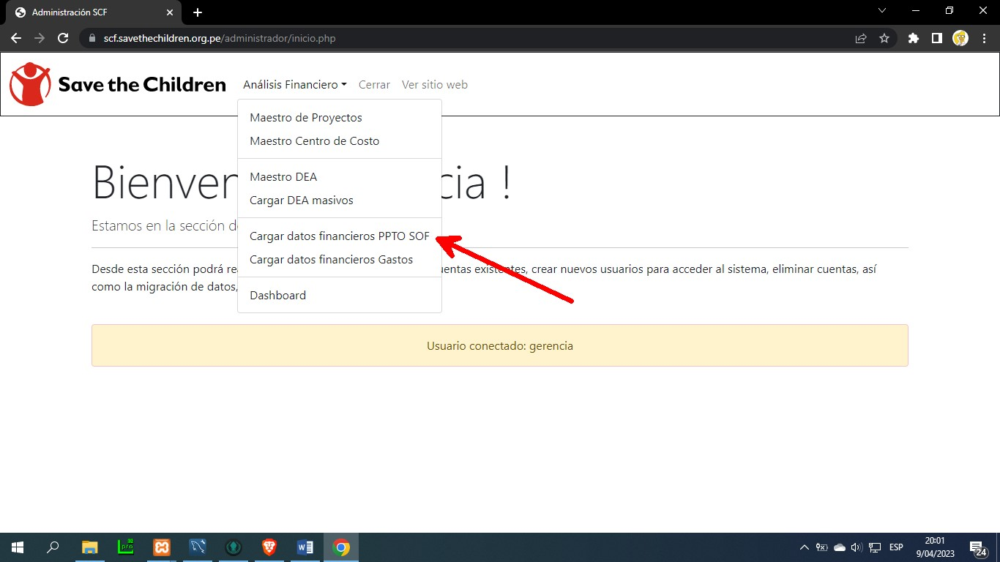 Administración SCF
scf.savethechildren.org.pe/administrador/inicio.php
Save the Children
Análisis Financiero
Cerrar
Ver sitio web
Maestro de Proyectos
Maestro Centro de Costo
Maestro DEA
Cargar DEA masivos
Cargar datos financieros PPTO SOF
Cargar datos financieros Gastos
Dashboard
Bienven cia !
Estamos en la sección d
Desde esta sección podrá re uentas existentes, crear nuevos usuarios para acceder al sistema, eliminar cuentas, así
como la migración de datos,
Usuario conectado: gerencia
ESP
20:01
9/04/2023
24